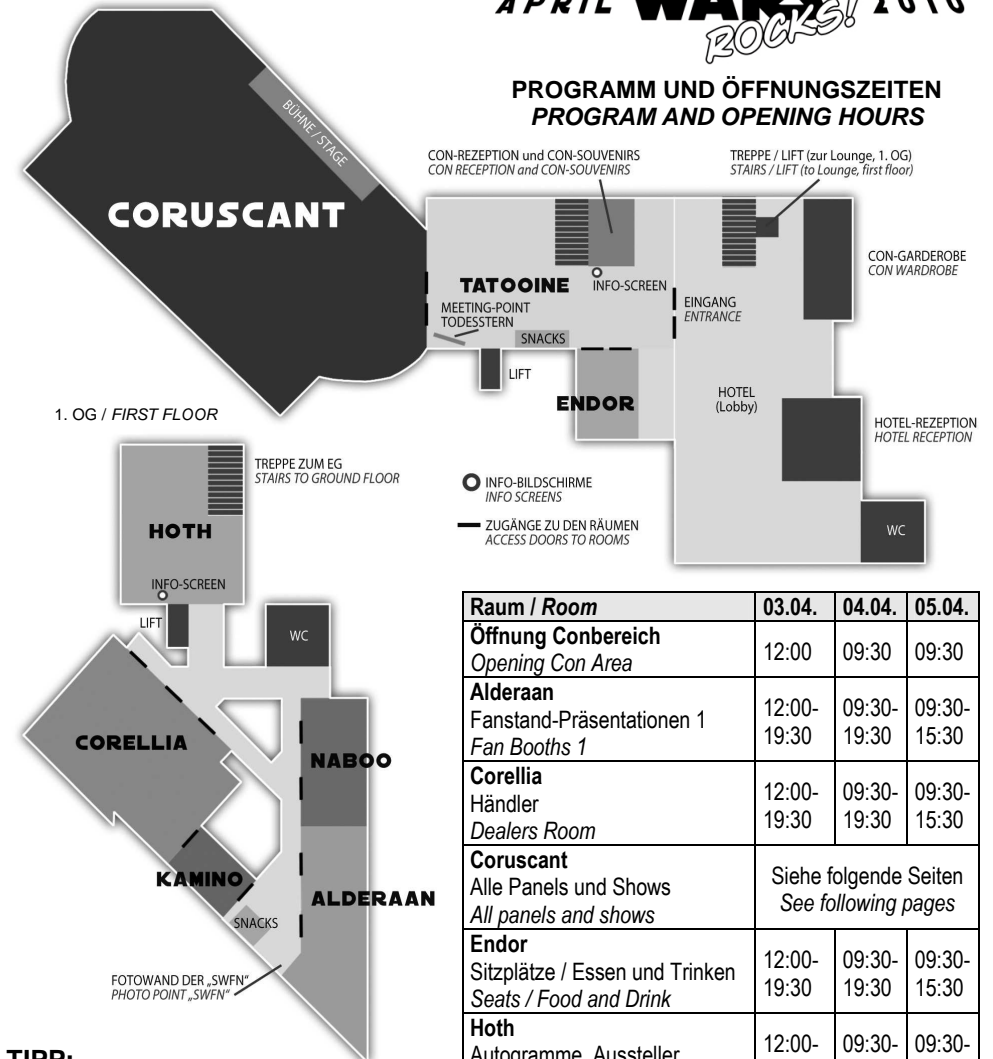 APRIL WARS 2010
ROCKS!
PROGRAMM UND ÖFFNUNGSZEITEN
PROGRAM AND OPENING HOURS
BÜHNE / STAGE
CORUSCANT
CON-REZEPTION und CON-SOUVENIRS
CON RECEPTION and CON-SOUVENIRS
TREPPE / LIFT (zur Lounge, 1. OG)
STAIRS / LIFT (to Lounge, first floor)
CON-GARDEROBE
CON WARDROBE
TATOOINE
INFO-SCREEN
MEETING-POINT
TODESSTERN
SNACKS
EINGANG
ENTRANCE
LIFT
ENDOR
HOTEL
(Lobby)
HOTEL-REZEPTION
HOTEL RECEPTION
WC
INFO-BILDSCHIRME
INFO SCREENS
ZUGÄNGE ZU DEN RÄUMEN
ACCESS DOORS TO ROOMS
1. OG / FIRST FLOOR
TREPPE ZUM EG
STAIRS TO GROUND FLOOR
HOTH
INFO-SCREEN
LIFT
WC
CORELLIA
NABOO
KAMINO
ALDERAAN
SNACKS
FOTOWAND DER „SWFN“
PHOTO POINT „SWFN“
TIPP:
Raum / Room 03.04. 04.04. 05.04.
Öffnung Conbereich
Opening Con Area
12:00 09:30 09:30
Alderaan
Fanstand-Präsentationen 1
Fan Booths 1
12:00- 09:30- 09:30-
19:30 19:30 15:30
Corellia
Händler
Dealers Room
12:00- 09:30- 09:30-
19:30 19:30 15:30
Coruscant
Alle Panels und Shows
All panels and shows
Siehe folgende Seiten
See following pages
Endor
Sitzplätze / Essen und Trinken
Seats / Food and Drink
12:00- 09:30- 09:30-
19:30 19:30 15:30
Hoth
Autogramme, Aussteller
12:00- 09:30- 09:30-